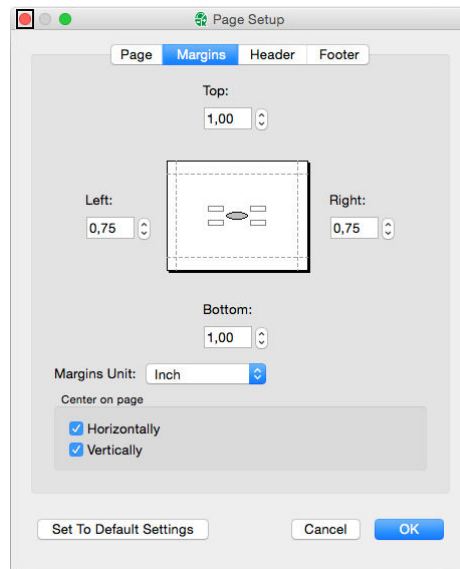 Page Setup
Page Margins Header Footer
Top:
1,00
Left: Right:
0,75 0,75
Bottom:
1,00
Margins Unit: Inch
Center on page
Horizontally
Vertically
Set To Default Settings Cancel OK